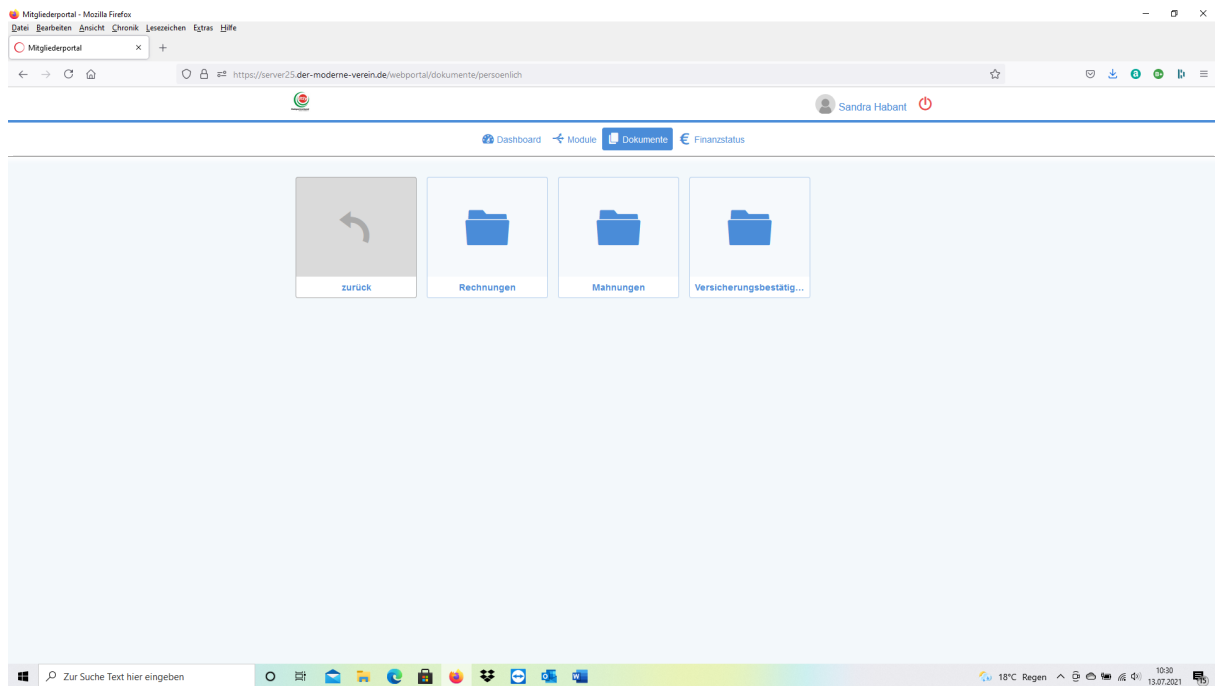 Mitgliederportal - Mozilla Firefox
Datei Bearbeiten Ansicht Chronik Lesezeichen Extras Hilfe
Mitgliederportal
https://server25.der-moderne-verein.de/webportal/dokumente/persoenlich
Sandra Habant
Dashboard Module Dokumente Finanzstatus
zurück Rechnungen Mahnungen Versicherungsbestätig...
Zur Suche Text hier eingeben
18°C Regen
10:30
13.07.2021